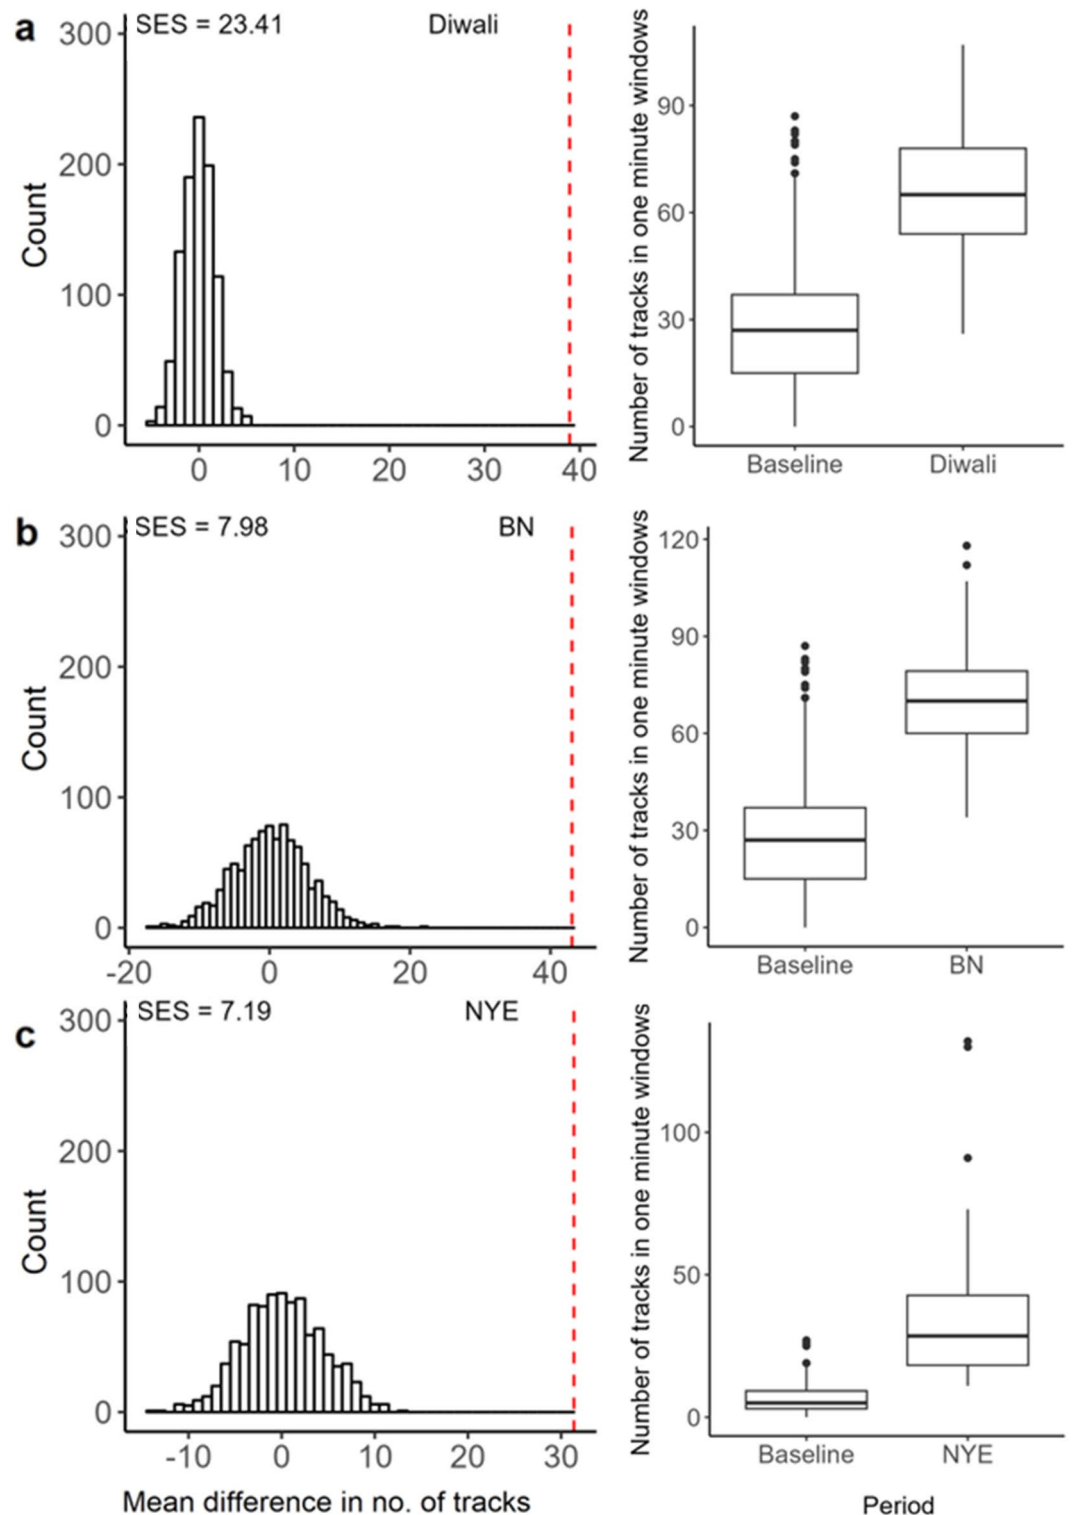 a
SES = 23.41
Diwali
300
200
100
0
Count
0 10 20 30 40
Number of tracks in one minute windows
90
60
30
0
Baseline Diwali
b
SES = 7.98
BN
300
200
100
0
Count
-20 0 20 40
Number of tracks in one minute windows
120
90
60
30
0
Baseline BN
c
SES = 7.19
NYE
300
200
100
0
Count
-10 0 10 20 30
Mean difference in no. of tracks
Number of tracks in one minute windows
100
50
0
Baseline NYE
Period